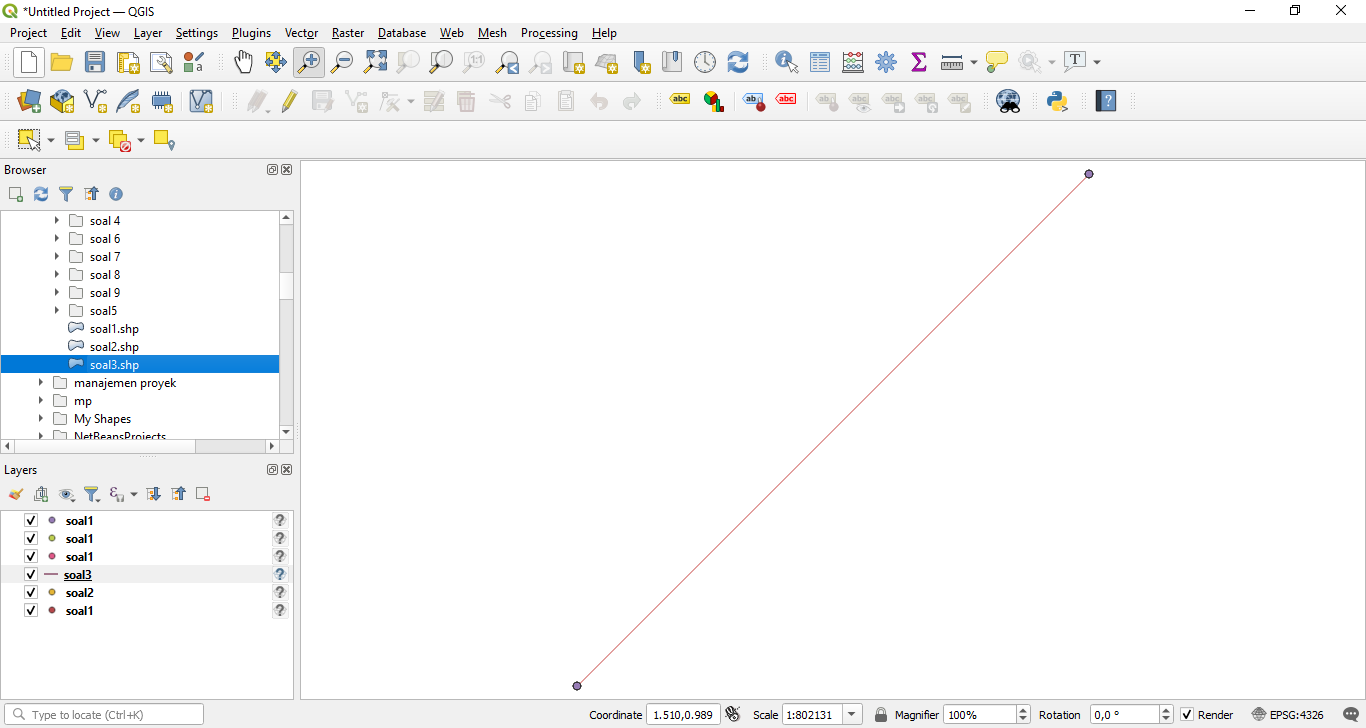 *Untitled Project — QGIS
Project Edit View Layer Settings Plugins Vector Raster Database Web Mesh Processing Help
Browser
soal 4
soal 6
soal 7
soal 8
soal 9
soal5
soal1.shp
soal2.shp
soal3.shp
manajemen proyek
mp
My Shapes
NetBeansProjects
Layers
soal1
soal1
soal1
soal3
soal2
soal1
Type to locate (Ctrl+K) Coordinate 1.510,0.989 Scale 1:802131 Magnifier 100% Rotation 0,0 ° Render EPSG:4326